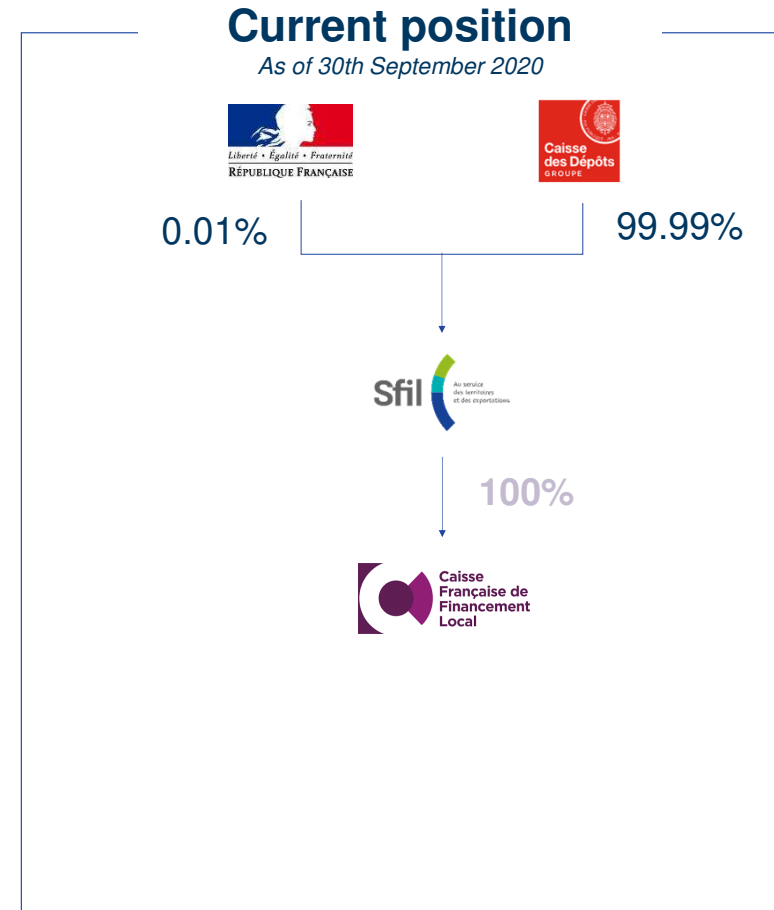 Current position
As of 30th September 2020
Liberté • Égalité • Fraternité
RÉPUBLIQUE FRANÇAISE
Caisse
des Dépôts
GROUPE
0.01%
99.99%
Sfil
Au service
des territoires
et des exportations
100%
Caisse
Française de
Financement
Local